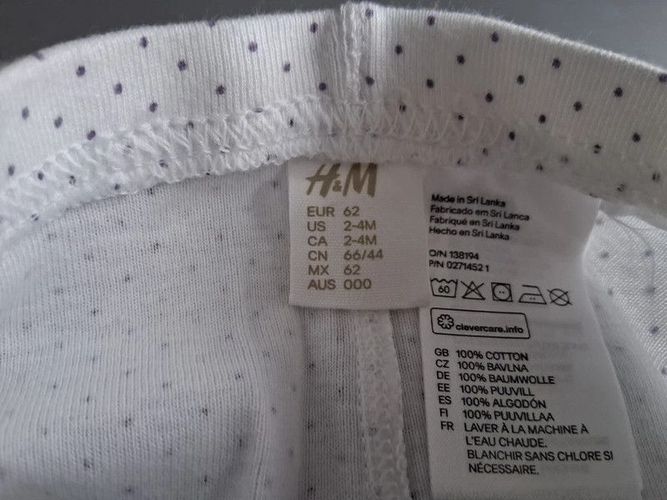 H&M
EUR 62
US 2-4M
CA 2-4M
CN 66/44
MX 62
AUS 000
Made in Sri Lanka
Fabricado em Sri Lanca
Fabriqué en Sri Lanka
Hecho en Sri Lanka
O/N 138194
P/N 0271452 1
60
clevercare.info
GB 100% COTTON
CZ 100% BAVLNA
DE 100% BAUMWOLLE
EE 100% PUUVILL
ES 100% ALGODÓN
FI 100% PUUVILLAA
FR LAVER À LA MACHINE À
L'EAU CHAUDE.
BLANCHIR SANS CHLORE SI
NÉCESSAIRE.